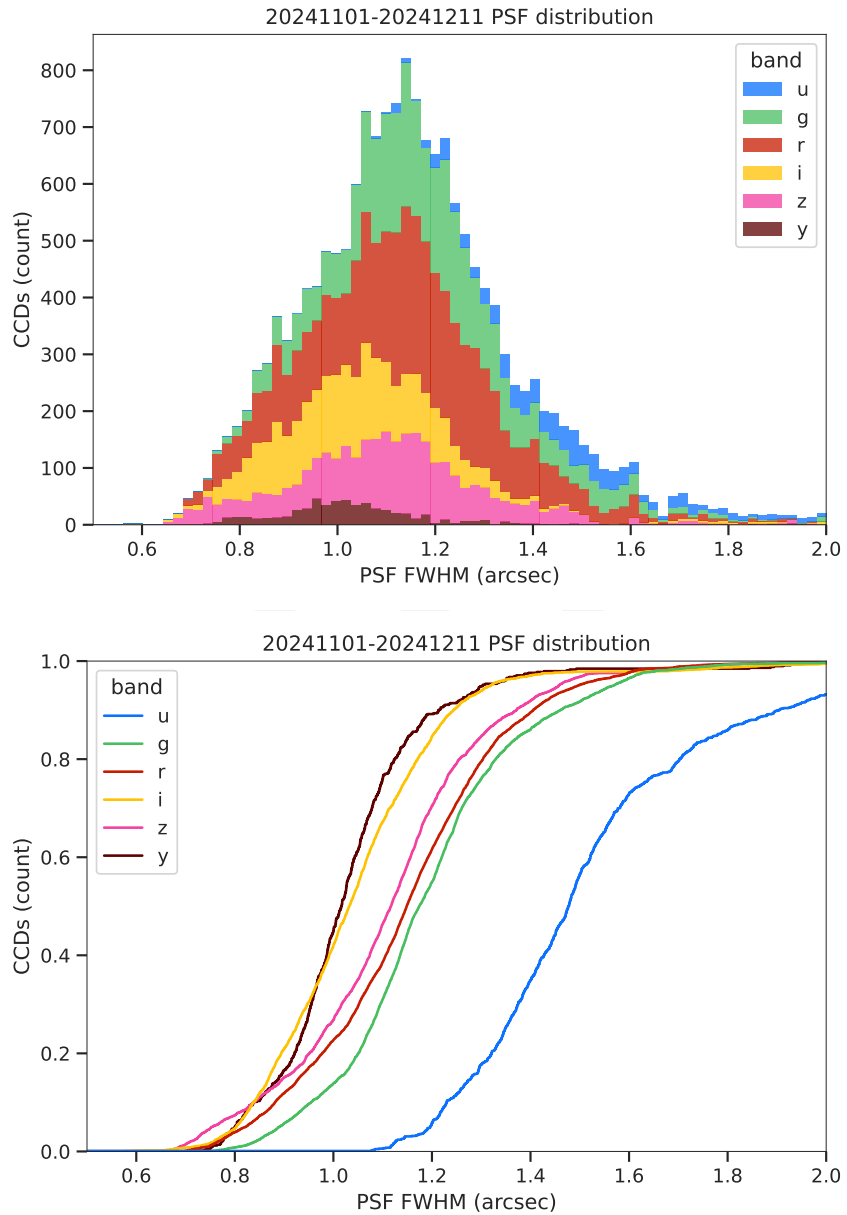 20241101-20241211 PSF distribution
800
700
600
500
400
300
200
100
0
CCDs (count)
band
u
g
r
i
z
y
0.6 0.8 1.0 1.2 1.4 1.6 1.8 2.0
PSF FWHM (arcsec)
20241101-20241211 PSF distribution
1.0
0.8
0.6
0.4
0.2
0.0
CCDs (count)
band
u
g
r
i
z
y
0.6 0.8 1.0 1.2 1.4 1.6 1.8 2.0
PSF FWHM (arcsec)